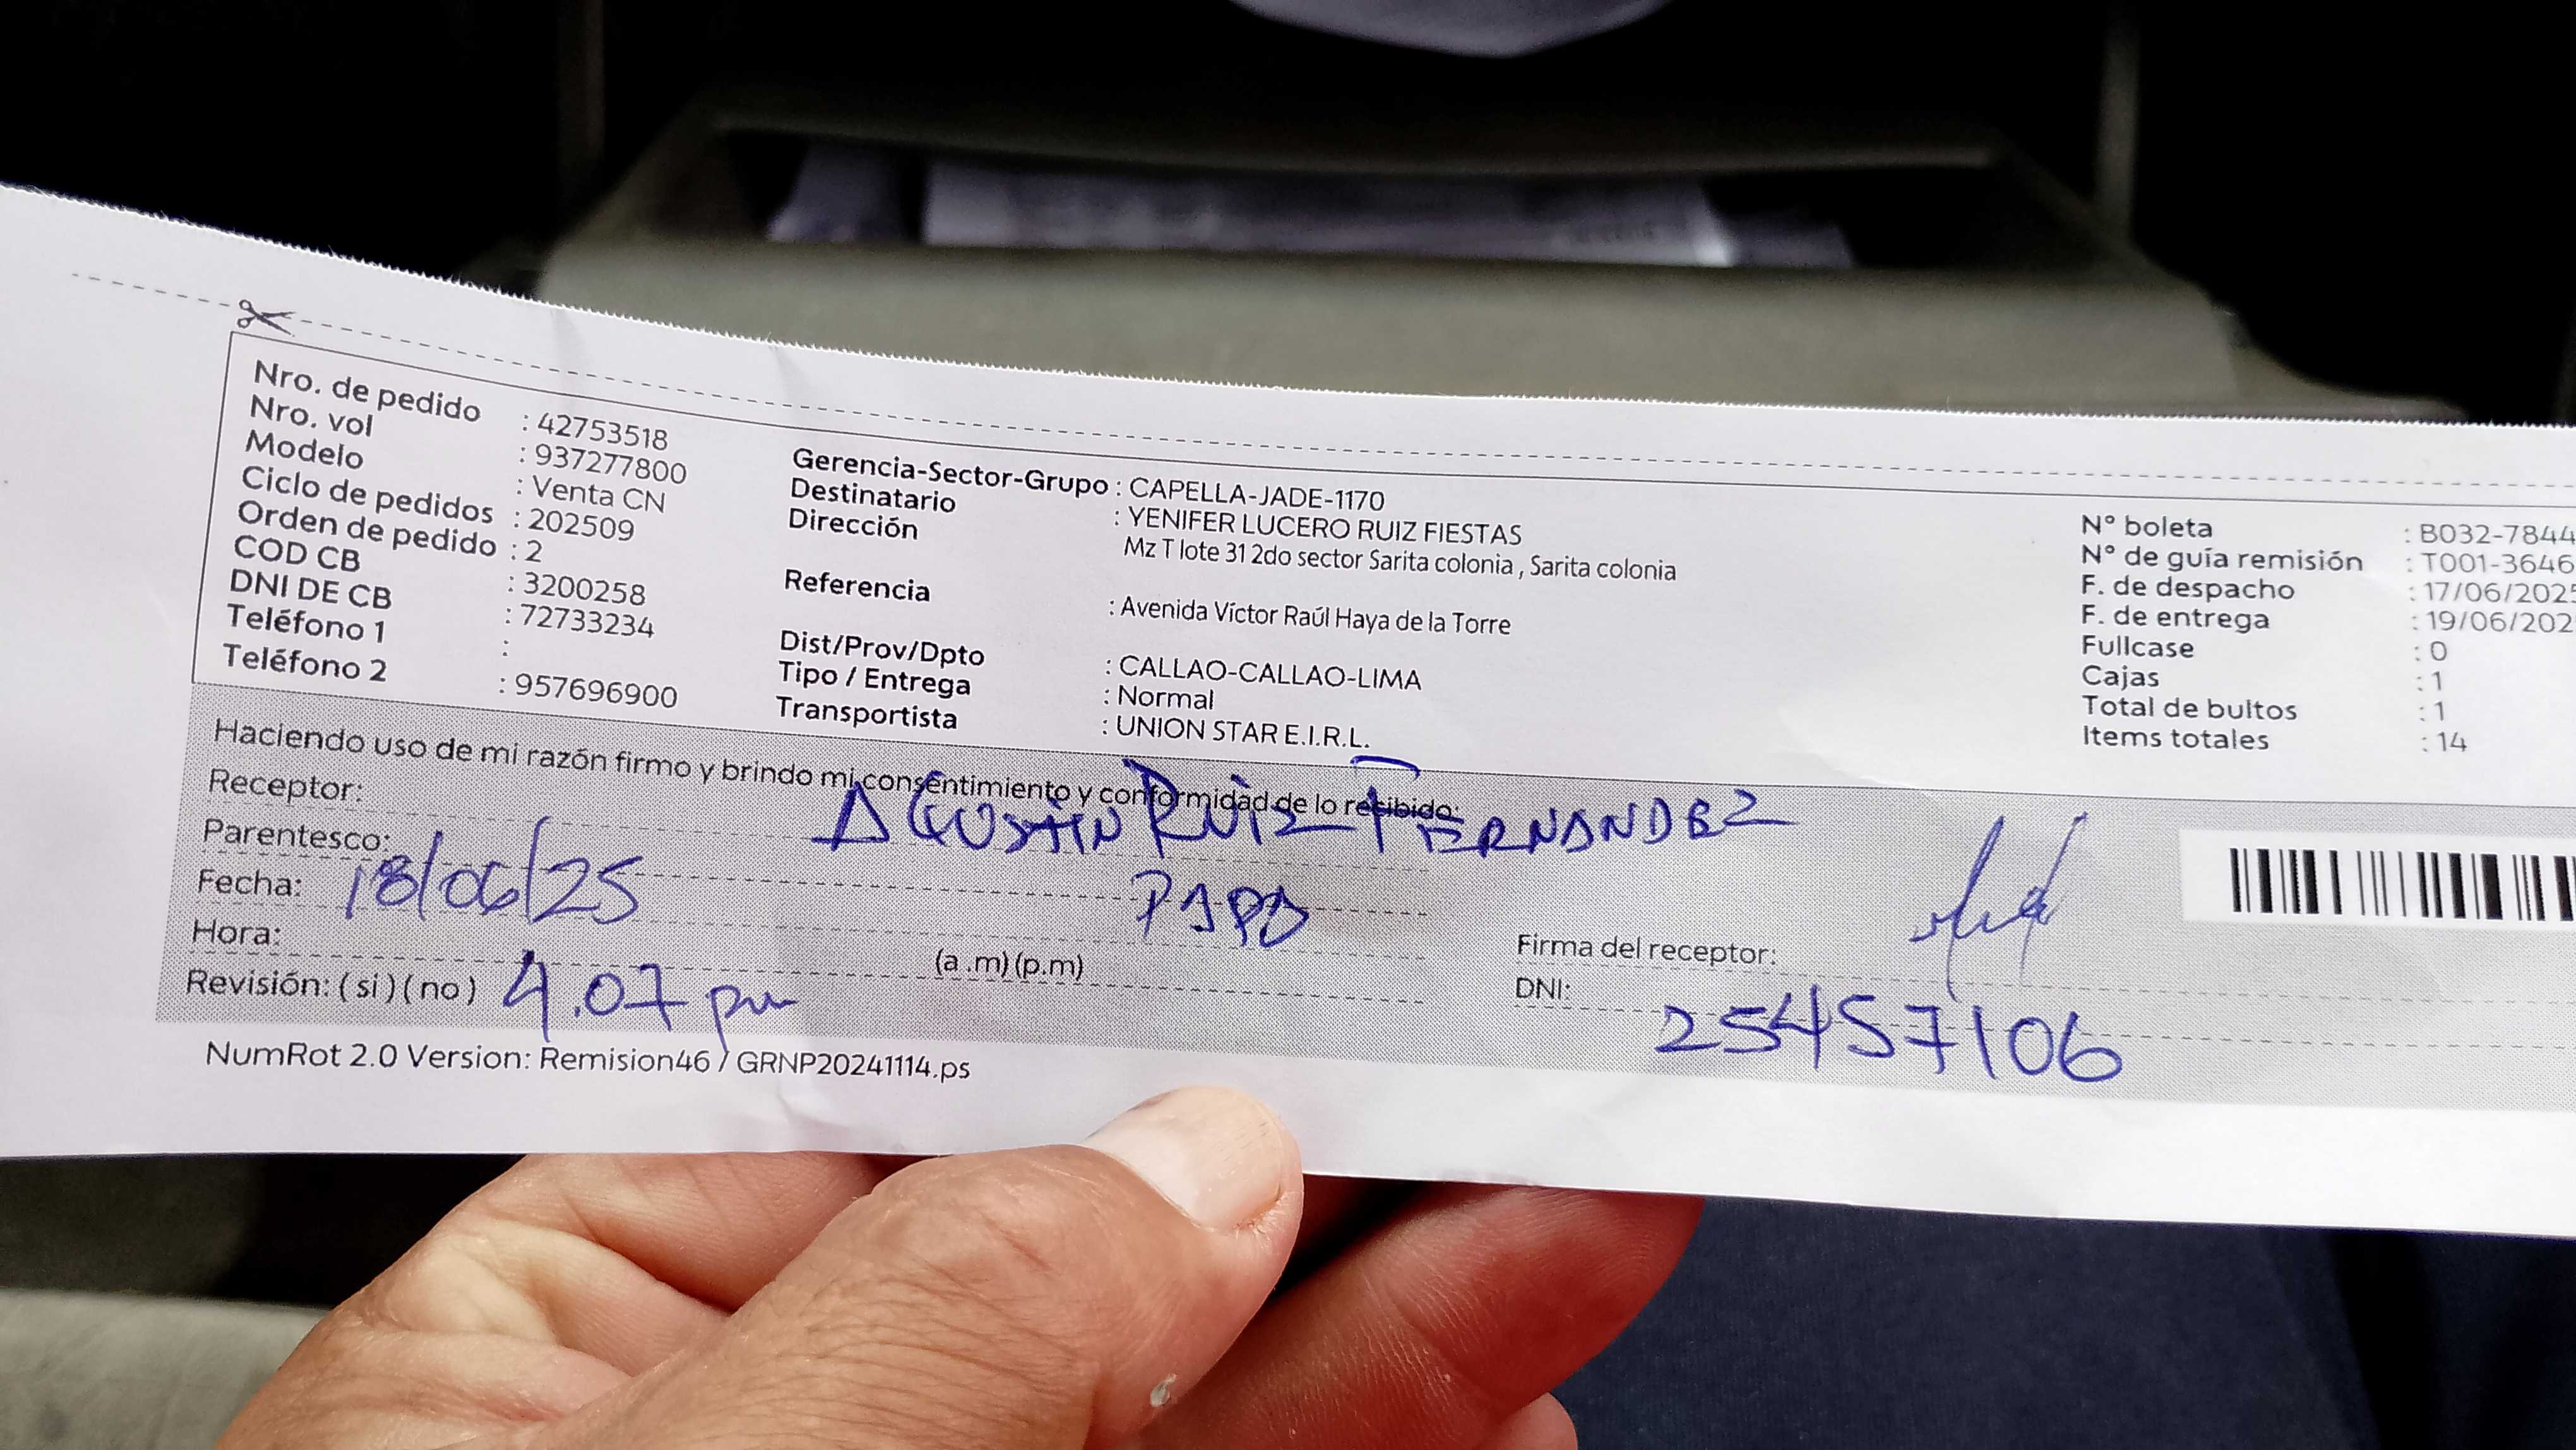 Nro. de pedido : 42753518
Nro. vol : 937277800
Modelo : Venta CN
Ciclo de pedidos : 202509
Orden de pedido : 2
COD CB : 3200258
DNI DE CB : 72733234
Teléfono 1 :
Teléfono 2 : 957696900
Gerencia-Sector-Grupo : CAPELLA-JADE-1170
Destinatario : YENIFER LUCERO RUIZ FIESTAS
Dirección Mz T lote 31 2do sector Sarita colonia , Sarita colonia
Referencia : Avenida Víctor Raúl Haya de la Torre
Dist/Prov/Dpto : CALLAO-CALLAO-LIMA
Tipo / Entrega : Normal
Transportista : UNION STAR E.I.R.L.
N° boleta : B032-7844
N° de guía remisión : T001-3646
F. de despacho : 17/06/2025
F. de entrega : 19/06/202
Fullcase : 0
Cajas : 1
Total de bultos : 1
Items totales : 14
Haciendo uso de mi razón firmo y brindo mi consentimiento y conformidad de lo recibido:
Receptor: AGUSTIN RUIZ FERNANDEZ
Parentesco: PAPA
Fecha: 18/06/25
Hora: (a .m) (p.m)
Revisión: ( si ) ( no ) 4.07 pm
Firma del receptor:
DNI: 25457106
NumRot 2.0 Version: Remision46 / GRNP20241114.ps